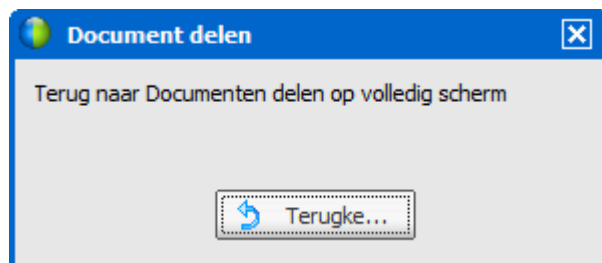 Document delen
Terug naar Documenten delen op volledig scherm
Terugke...